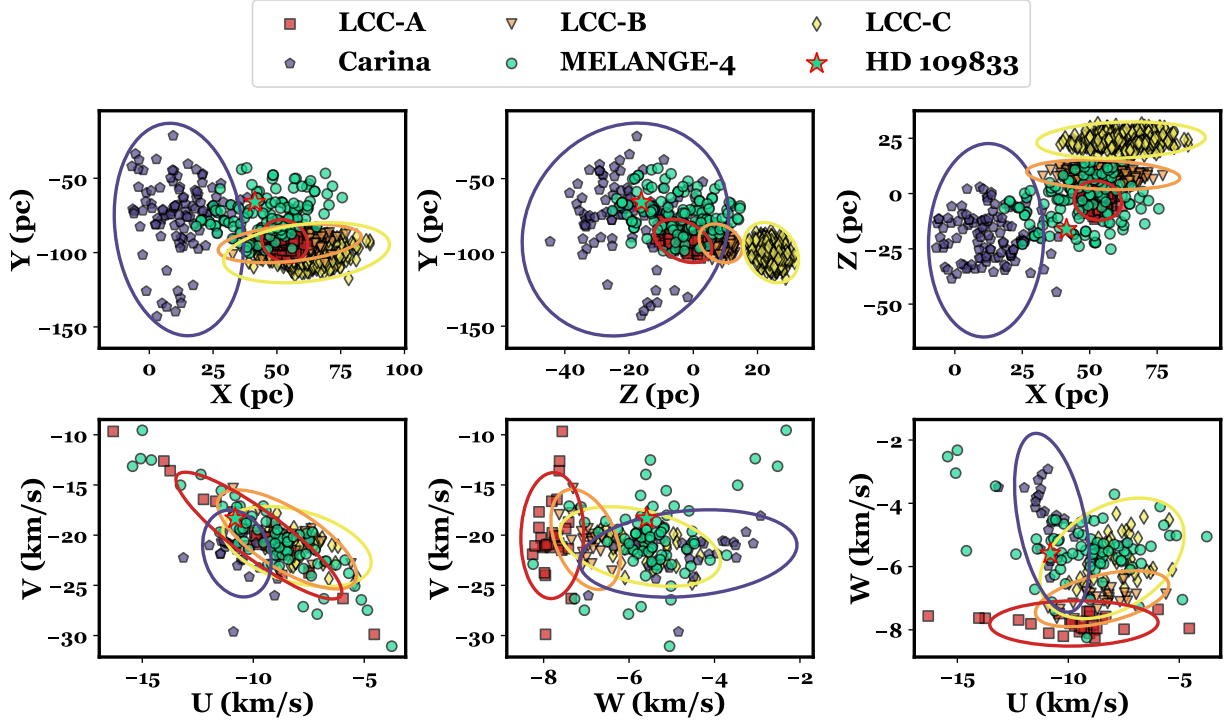 LCC-A LCC-B LCC-C
Carina MELANGE-4 HD 109833
−50
−100
−150
Y (pc)
0 25 50 75 100
X (pc)
−50
−100
−150
Y (pc)
−40 −20 0 20
Z (pc)
25
0
−25
−50
Z (pc)
0 25 50 75
X (pc)
−10
−15
−20
−25
−30
V (km/s)
−15 −10 −5
U (km/s)
−10
−15
−20
−25
−30
V (km/s)
−8 −6 −4 −2
W (km/s)
−2
−4
−6
−8
W (km/s)
−15 −10 −5
U (km/s)